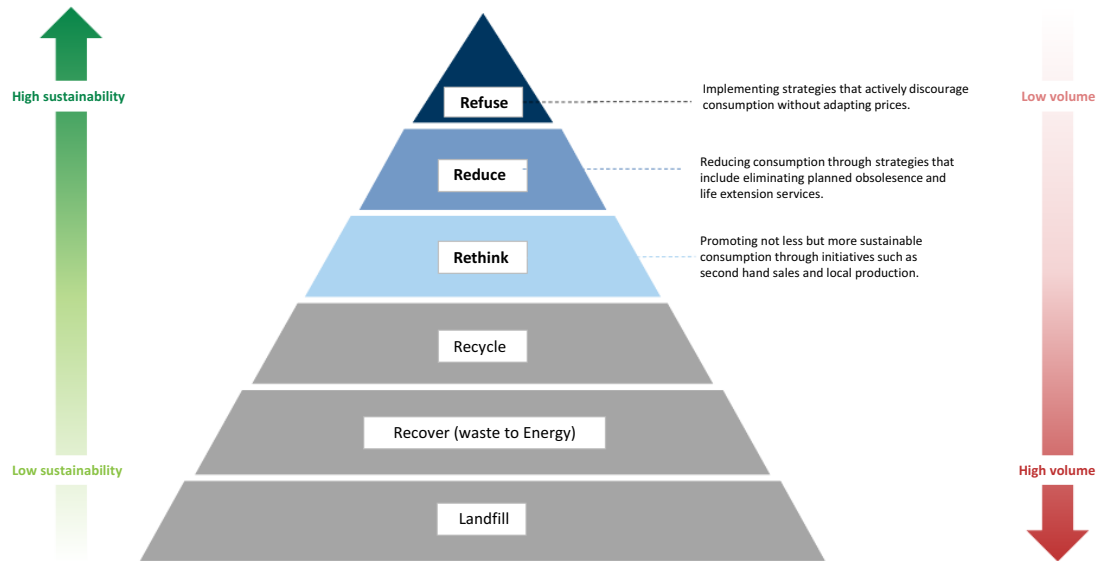 High sustainability
Refuse
Implementing strategies that actively discourage
consumption without adapting prices.
Low volume
Reduce
Reducing consumption through strategies that
include eliminating planned obsolesence and
life extension services.
Rethink
Promoting not less but more sustainable
consumption through initiatives such as
second hand sales and local production.
Recycle
Recover (waste to Energy)
Low sustainability
High volume
Landfill